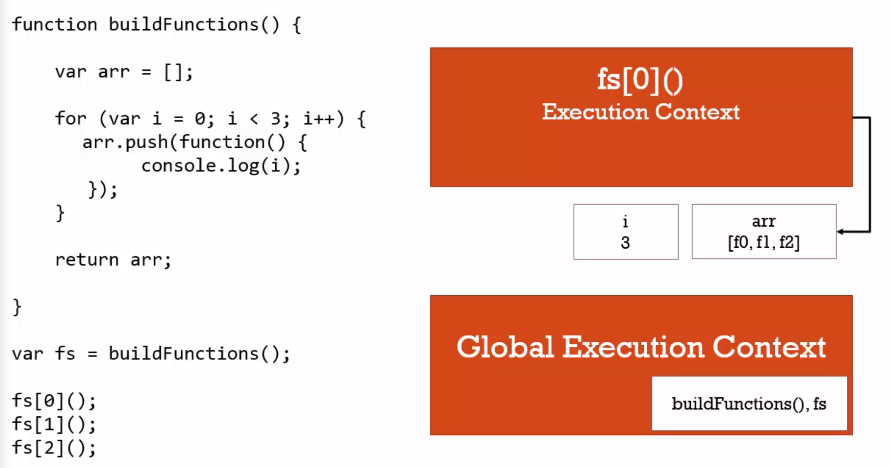 function buildFunctions() {
var arr = [];
for (var i = 0; i < 3; i++) {
arr.push(function() {
console.log(i);
});
}
return arr;
}
var fs = buildFunctions();
fs[0]();
fs[1]();
fs[2]();
fs[0]()
Execution Context
i
3
arr
[f0, f1, f2]
Global Execution Context
buildFunctions(), fs